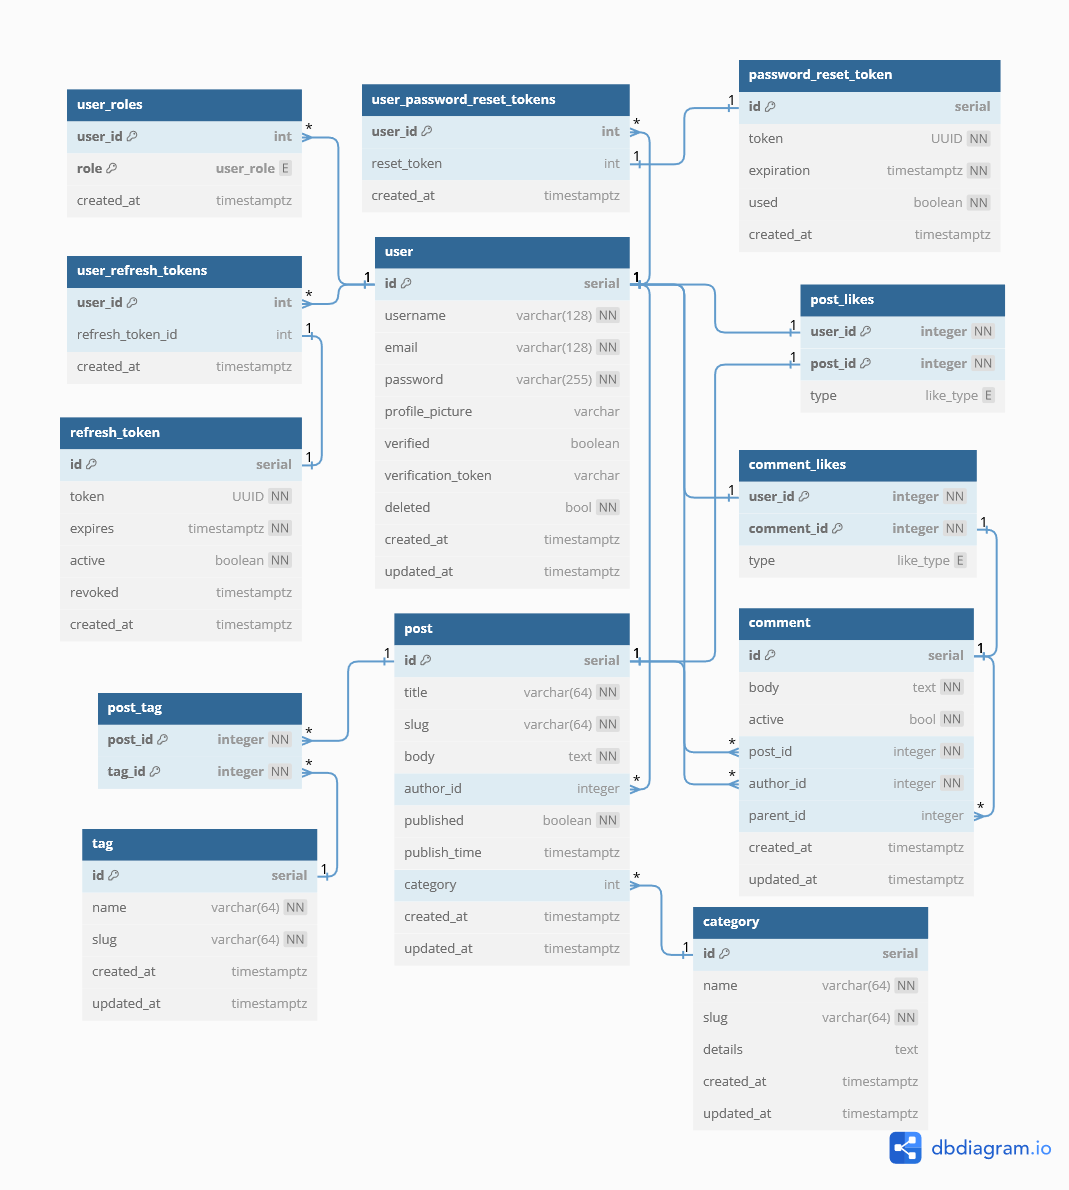 user_roles
user_id int
role user_role E
created_at timestamptz
user_refresh_tokens
user_id int
refresh_token_id int
created_at timestamptz
refresh_token
id serial
token UUID NN
expires timestamptz NN
active boolean NN
revoked timestamptz
created_at timestamptz
post_tag
post_id integer NN
tag_id integer NN
tag
id serial
name varchar(64) NN
slug varchar(64) NN
created_at timestamptz
updated_at timestamptz
user_password_reset_tokens
user_id int
reset_token int
created_at timestamptz
user
id serial
username varchar(128) NN
email varchar(128) NN
password varchar(255) NN
profile_picture varchar
verified boolean
verification_token varchar
deleted bool NN
created_at timestamptz
updated_at timestamptz
post
id serial
title varchar(64) NN
slug varchar(64) NN
body text NN
author_id integer
published boolean NN
publish_time timestamptz
category int
created_at timestamptz
updated_at timestamptz
password_reset_token
id serial
token UUID NN
expiration timestamptz NN
used boolean NN
created_at timestamptz
post_likes
user_id integer NN
post_id integer NN
type like_type E
comment_likes
user_id integer NN
comment_id integer NN
type like_type E
comment
id serial
body text NN
active bool NN
post_id integer NN
author_id integer NN
parent_id integer
created_at timestamptz
updated_at timestamptz
category
id serial
name varchar(64) NN
slug varchar(64) NN
details text
created_at timestamptz
updated_at timestamptz
*
*
1
1
*
*
1
1
1
*
1
1
1
*
*
1
1
1
1
1
1
*
*
*
1
dbdiagram.io